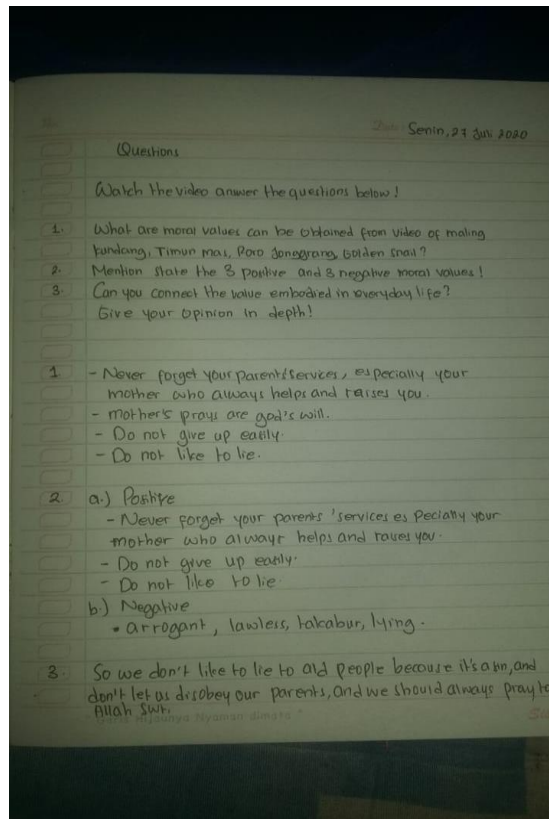 Date: Senin, 27 Juni 2020
Questions
Watch the video answer the questions below!
1. What are moral values can be obtained from video of maling
kundang, Timun mas, Roro Jonggrang, Golden Snail?
2. Mention state the 3 positive and 3 negative moral values!
3. Can you connect the value embodied in everyday life?
Give your opinion in depth!
1. - Never forget your parents'services, especially your
mother who always helps and raises you.
- mother's prays are god's will.
- Do not give up easily.
- Do not like to lie.
2 a.) Positive
- Never forget your parents 'services es pecially your
mother who always helps and raises you.
- Do not give up easily.
- Do not like to lie.
b.) Negative
• arrogant, lawless, takabur, lying.
3. So we don't like to lie to old people because it's a sin, and
don't let us disobey our parents, and we should always pray to
Allah Swt.
Hijaunya Nyaman dimata